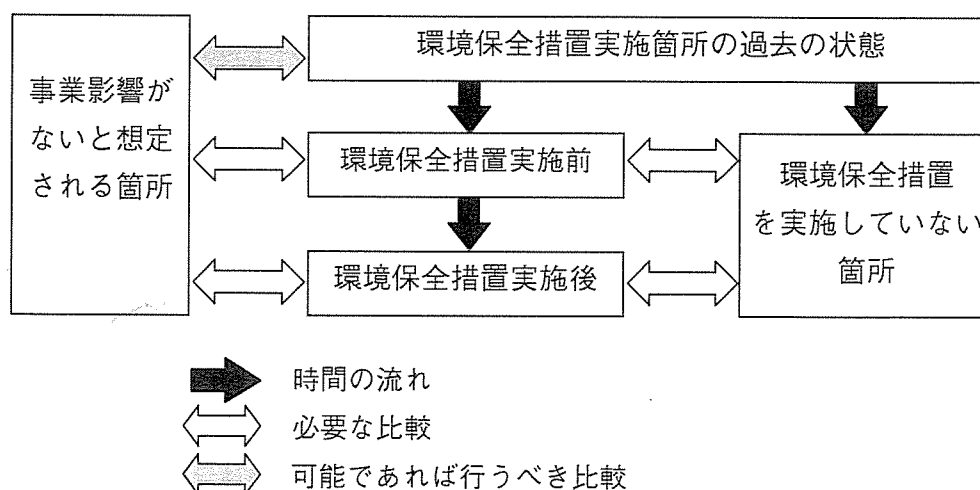 環境保全措置実施箇所の過去の状態
事業影響が
ないと想定
される箇所
環境保全措置実施前
環境保全措置実施後
環境保全措置
を実施していない
箇所
時間の流れ
必要な比較
可能であれば行うべき比較